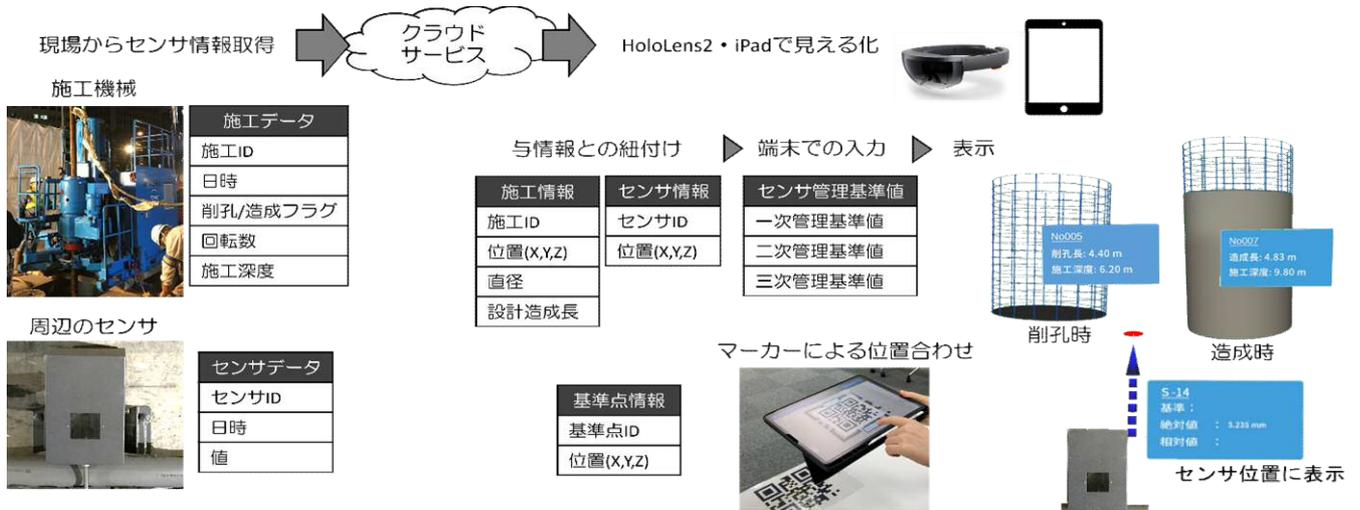 現場からセンサ情報取得
クラウド
サービス
HoloLens2・iPadで見える化
施工機械
施工データ
施工ID
日時
削孔/造成フラグ
回転数
施工深度
周辺のセンサ
センサデータ
センサID
日時
値
与情報との紐付け
端末での入力
表示
施工情報
施工ID
位置(X,Y,Z)
直径
設計造成長
センサ情報
センサID
位置(X,Y,Z)
センサ管理基準値
一次管理基準値
二次管理基準値
三次管理基準値
基準点情報
基準点ID
位置(X,Y,Z)
マーカーによる位置合わせ
No005
削孔長: 4.40 m
施工深度: 6.20 m
削孔時
No007
造成長: 4.83 m
施工深度: 9.80 m
造成時
S-14
基準：
絶対値 ： 3.235 mm
相対値 ：
センサ位置に表示